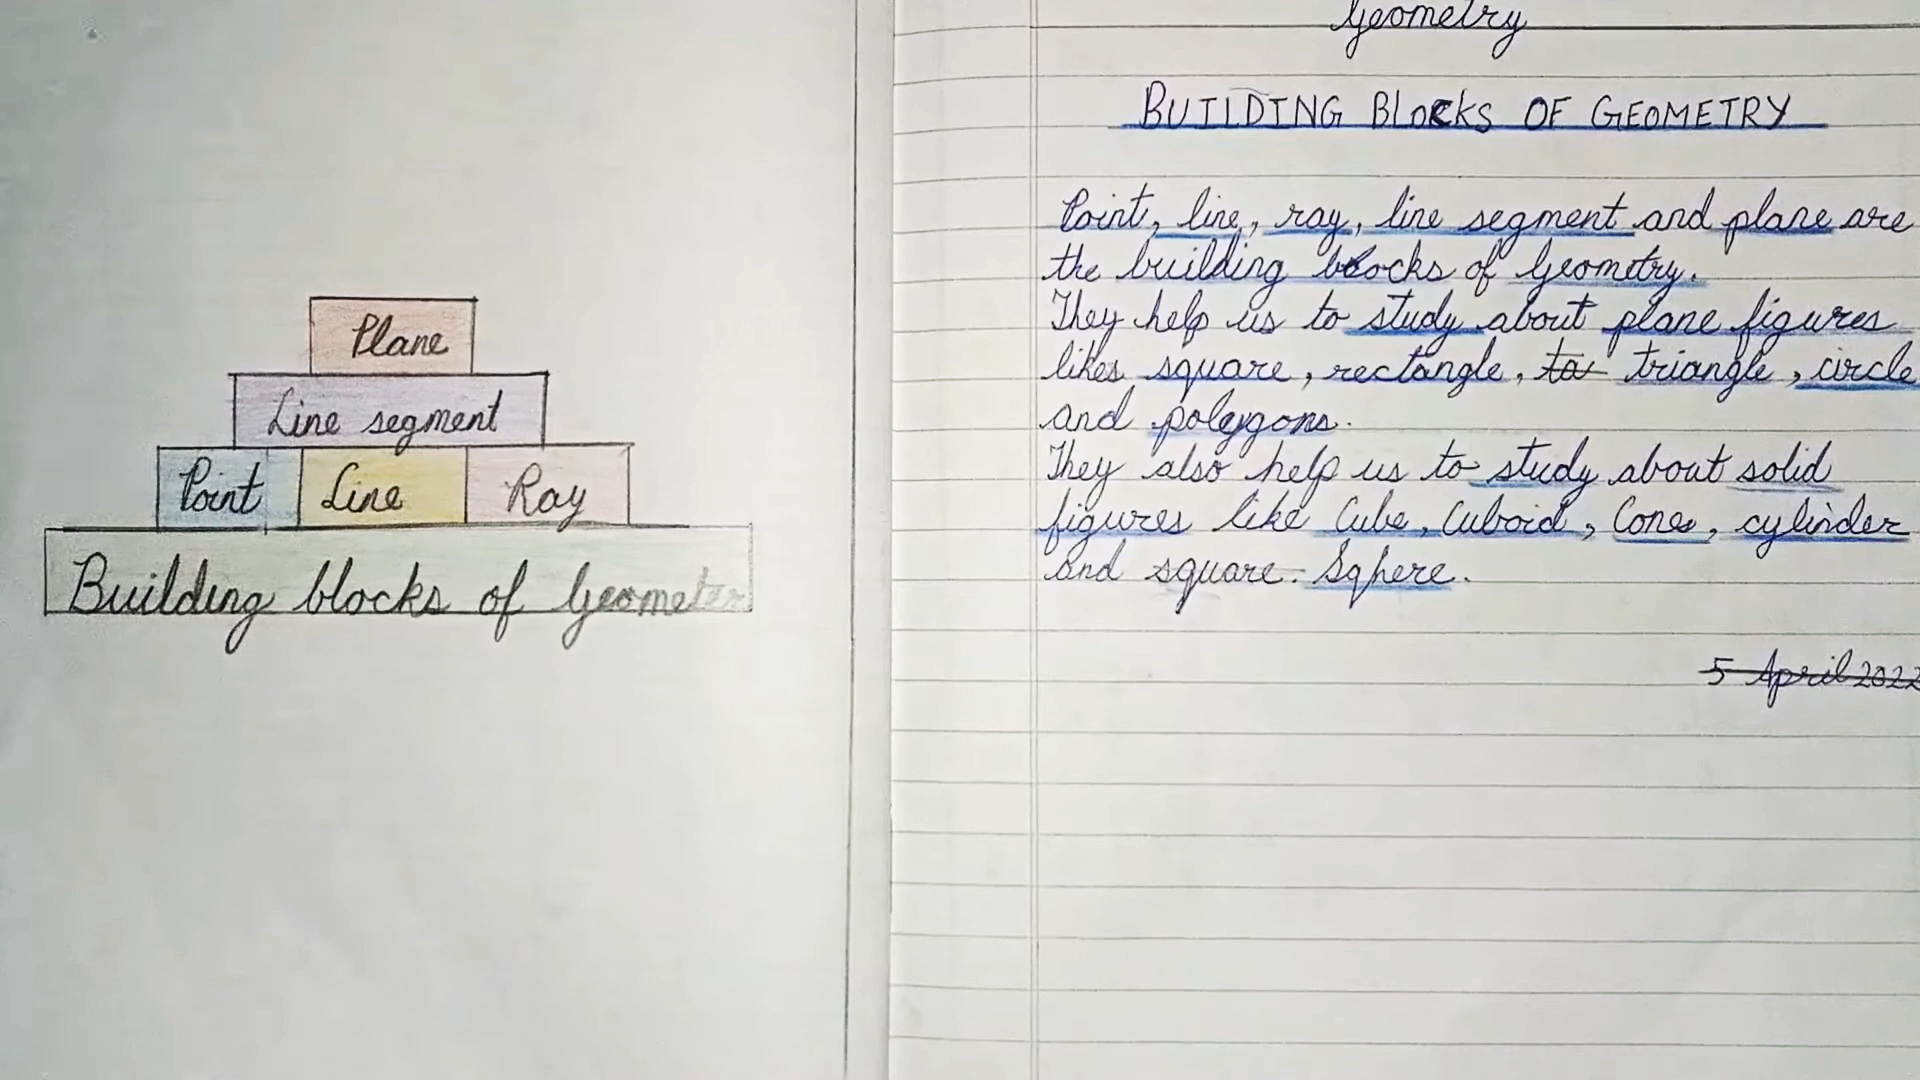 Plane
Line segment
Point Line Ray
Building blocks of Geometer
Geometry
BUILDING BlOCKS OF GEOMETRY
Point, line, ray, line segment and plane are
the building blocks of Geometry.
They help us to study about plane figures
likes square, rectangle, ta triangle, circle
and polygons.
They also help us to study about solid
figures like Cube, Cuboid, Cone, cylinder
and square. Sqhere.
5 April 2022